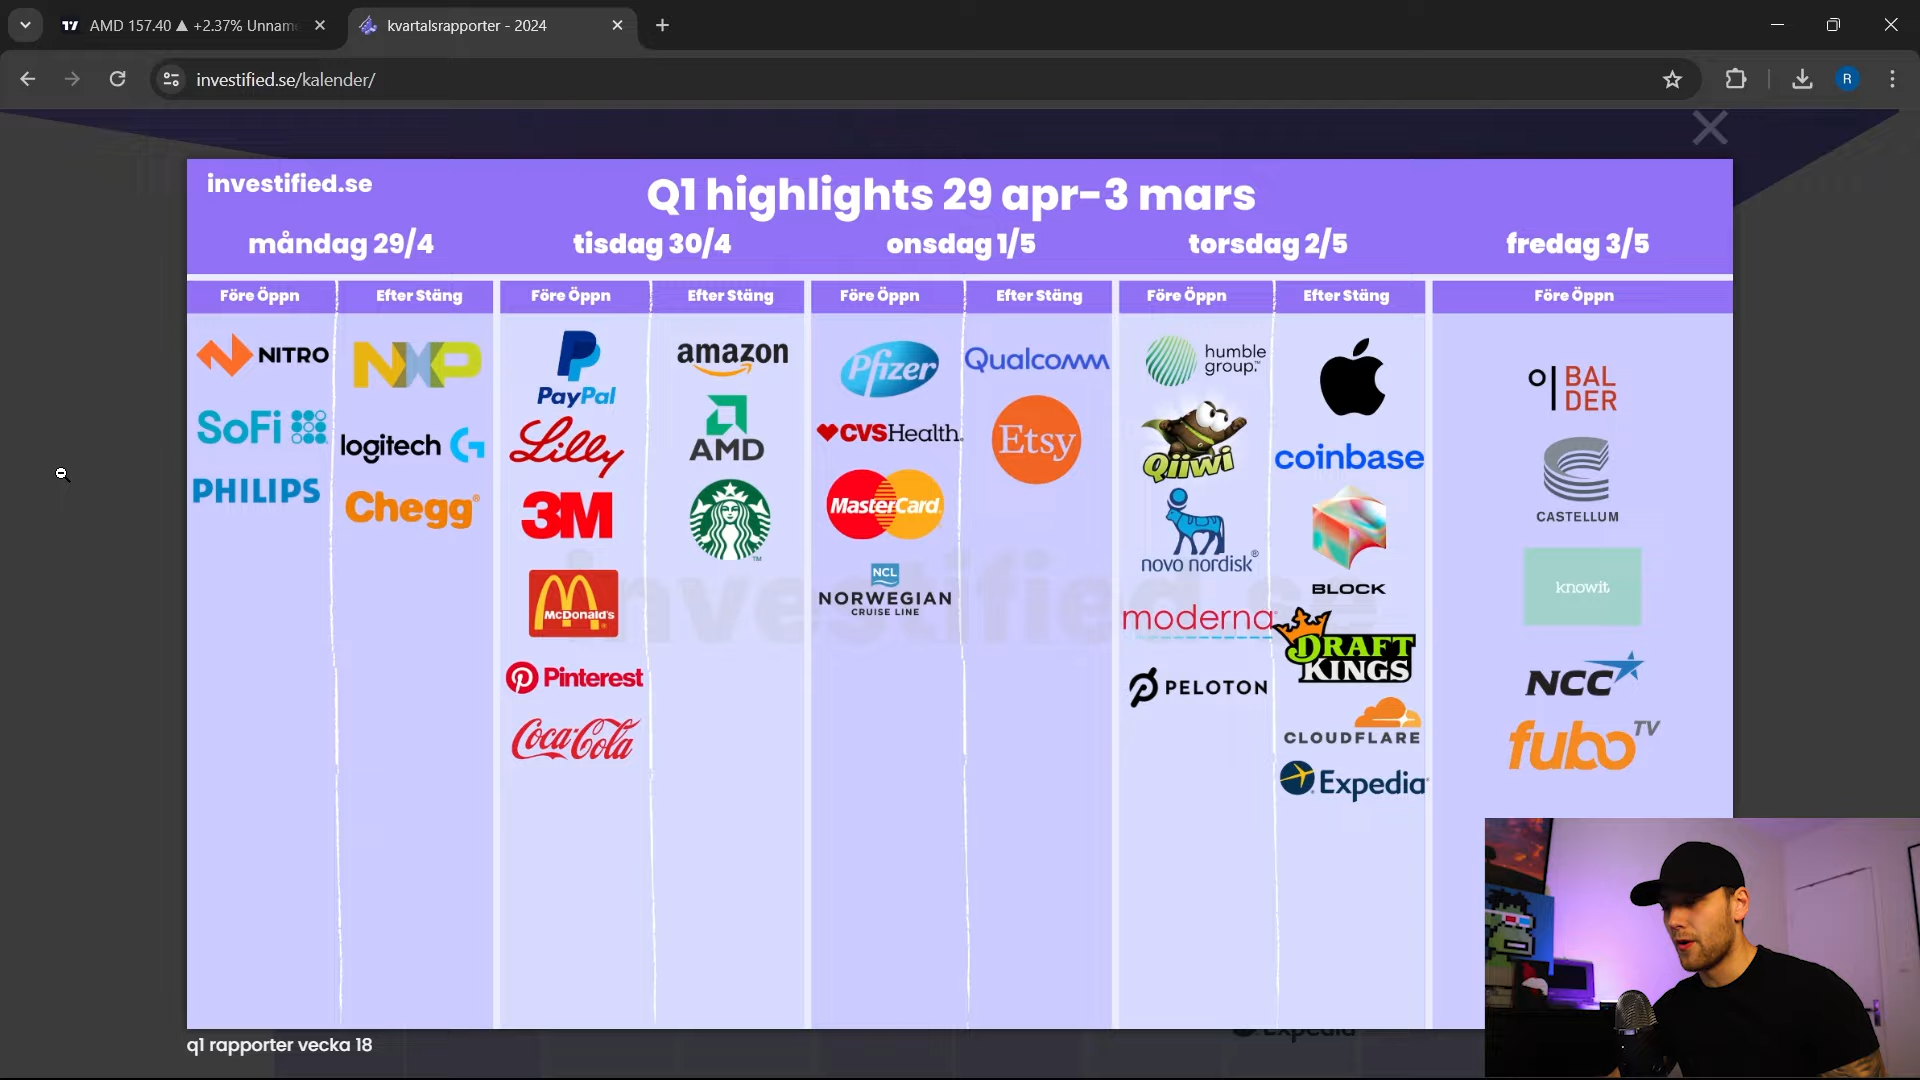 AMD 157.40 ▲ +2.37% Unnam
kvartalsrapporter - 2024
investified.se/kalender/
R
investified.se
Q1 highlights 29 apr-3 mars
måndag 29/4
tisdag 30/4
onsdag 1/5
torsdag 2/5
fredag 3/5
Före Öppn
Efter Stäng
Före Öppn
Efter Stäng
Före Öppn
Efter Stäng
Före Öppn
Efter Stäng
Före Öppn
NITRO
SoFi
PHILIPS
NXP
logitech
Chegg®
PayPal
Lilly
3M
McDonald's
Pinterest
Coca-Cola
amazon
AMD
Pfizer
CVSHealth
MasterCard
NCL
NORWEGIAN
CRUISE LINE
Qualcomm
Etsy
humble
group.™
Qiiwi
novo nordisk®
moderna
PELOTON
coinbase
BLOCK
DRAFT
KINGS
CLOUDFLARE
Expedia
BAL
DER
CASTELLUM
knowit
NCC
fubo TV
investified.se
Expedia
q1 rapporter vecka 18